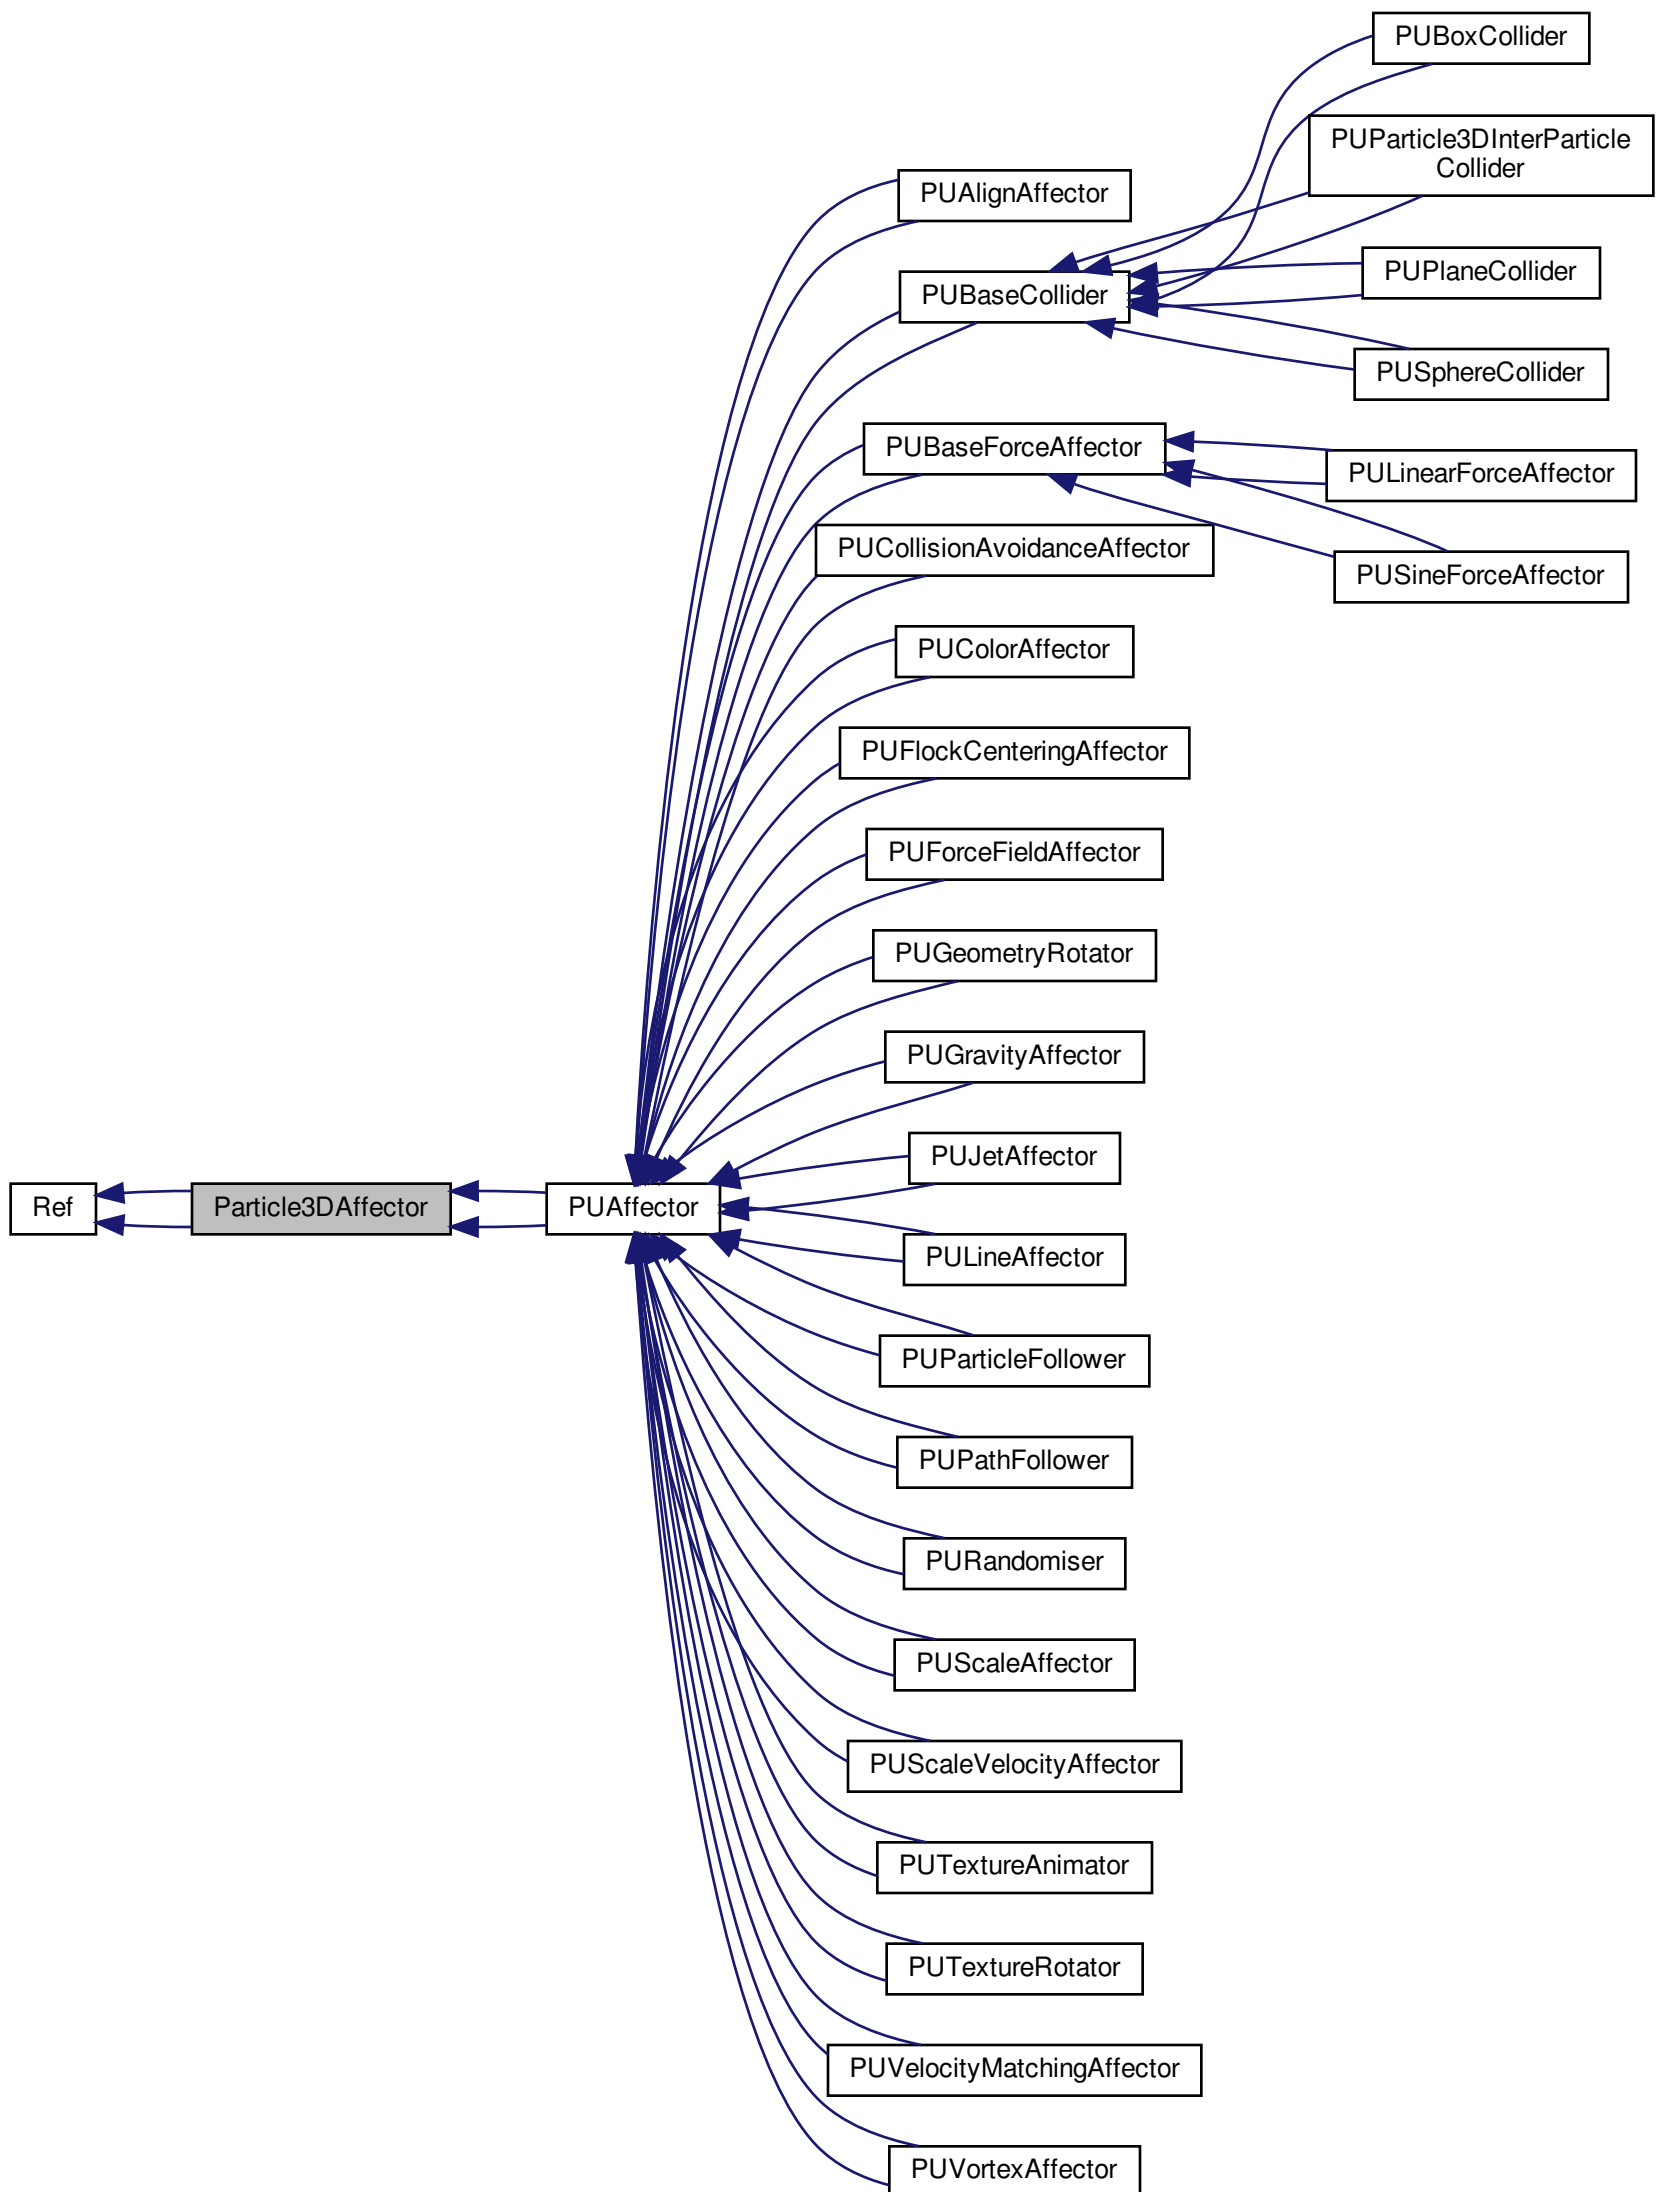 PUBoxCollider
PUParticle3DInterParticle
Collider
PUAlignAffector
PUPlaneCollider
PUBaseCollider
PUSphereCollider
PUBaseForceAffector
PULinearForceAffector
PUCollisionAvoidanceAffector
PUSineForceAffector
PUColorAffector
PUFlockCenteringAffector
PUForceFieldAffector
PUGeometryRotator
PUGravityAffector
PUJetAffector
Ref
Particle3DAffector
PUAffector
PULineAffector
PUParticleFollower
PUPathFollower
PURandomiser
PUScaleAffector
PUScaleVelocityAffector
PUTextureAnimator
PUTextureRotator
PUVelocityMatchingAffector
PUVortexAffector